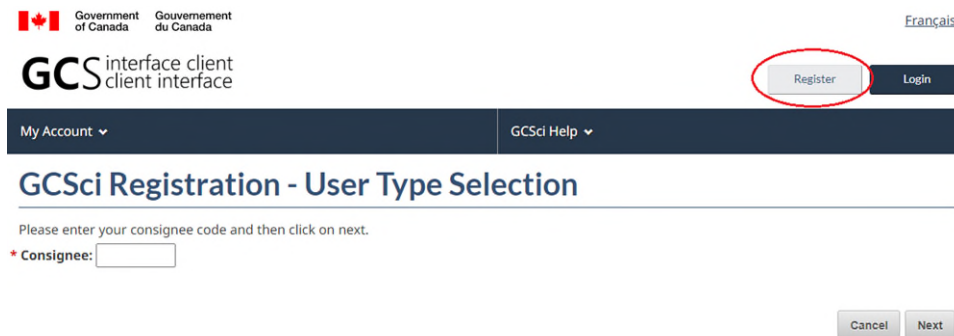 Government Gouvernement
of Canada du Canada
Français
GCS interface client
client interface
Register Login
My Account GCSci Help
GCSci Registration - User Type Selection
Please enter your consignee code and then click on next.
* Consignee:
Cancel Next